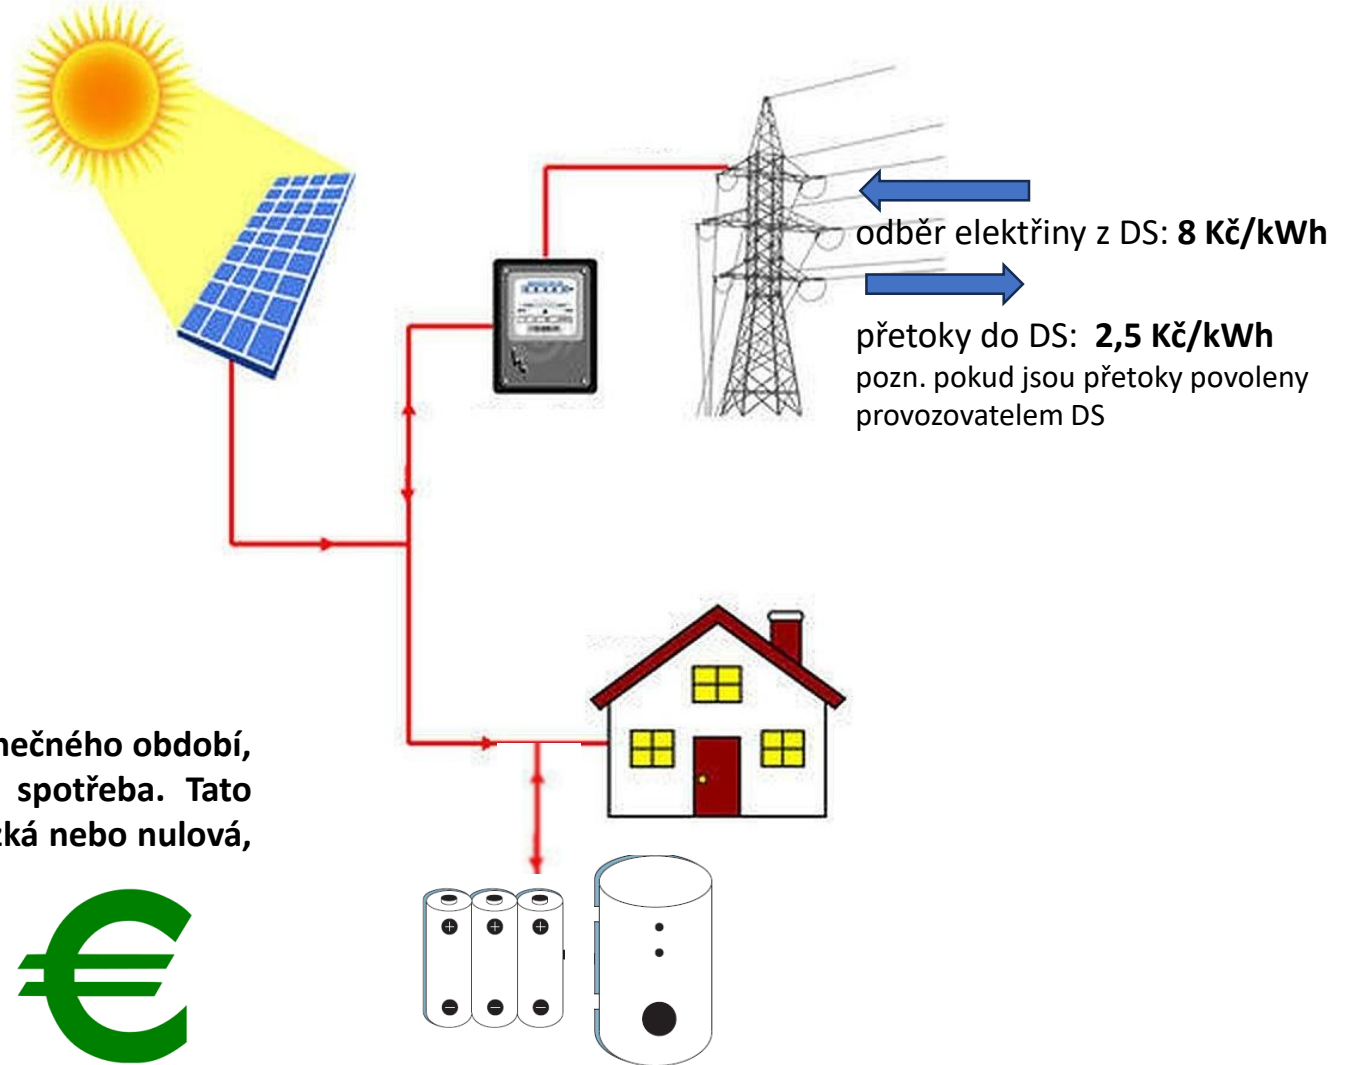 odběr elektřiny z DS: 8 Kč/kWh
přetoky do DS: 2,5 Kč/kWh
pozn. pokud jsou přetoky povoleny
provozovatelem DS
nečného období,
spotřeba. Tato
zká nebo nulová,